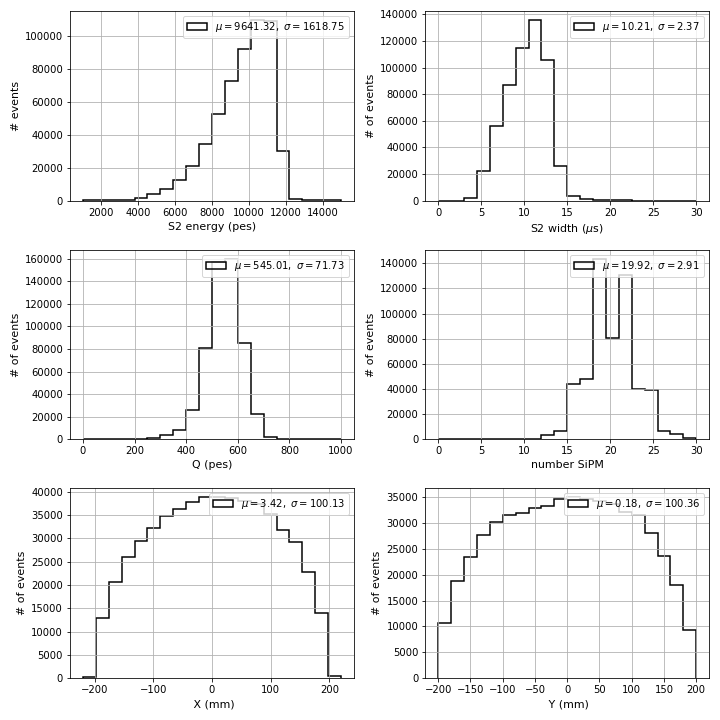 μ = 9641.32, σ = 1618.75
# events
100000
80000
60000
40000
20000
0
2000 4000 6000 8000 10000 12000 14000
S2 energy (pes)
μ = 10.21, σ = 2.37
# of events
140000
120000
100000
80000
60000
40000
20000
0
0 5 10 15 20 25 30
S2 width (μs)
μ = 545.01, σ = 71.73
# of events
160000
140000
120000
100000
80000
60000
40000
20000
0
0 200 400 600 800 1000
Q (pes)
μ = 19.92, σ = 2.91
# of events
140000
120000
100000
80000
60000
40000
20000
0
0 5 10 15 20 25 30
number SiPM
μ = 3.42, σ = 100.13
# of events
40000
35000
30000
25000
20000
15000
10000
5000
0
−200 −100 0 100 200
X (mm)
μ = 0.18, σ = 100.36
# of events
35000
30000
25000
20000
15000
10000
5000
0
−200 −150 −100 −50 0 50 100 150 200
Y (mm)